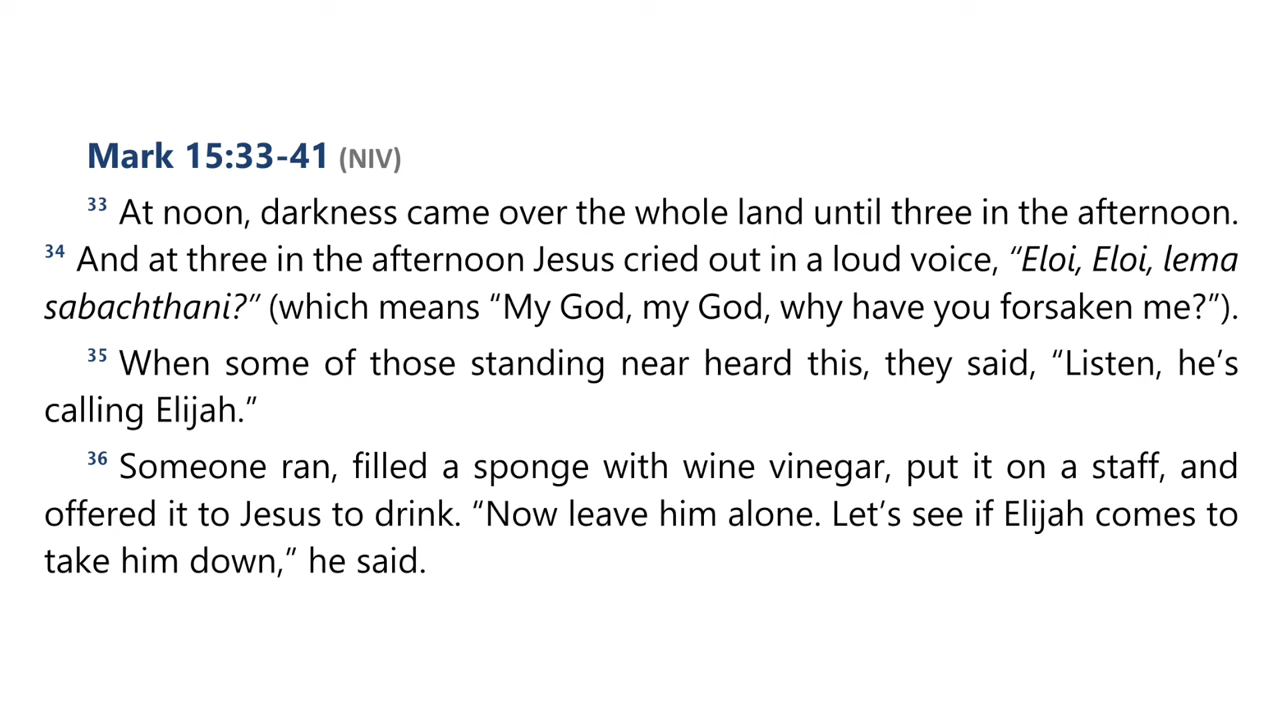 Mark 15:33-41 (NIV)
33 At noon, darkness came over the whole land until three in the afternoon.
34 And at three in the afternoon Jesus cried out in a loud voice, “Eloi, Eloi, lema
sabachthani?” (which means “My God, my God, why have you forsaken me?”).
35 When some of those standing near heard this, they said, “Listen, he’s
calling Elijah.”
36 Someone ran, filled a sponge with wine vinegar, put it on a staff, and
offered it to Jesus to drink. “Now leave him alone. Let’s see if Elijah comes to
take him down,” he said.